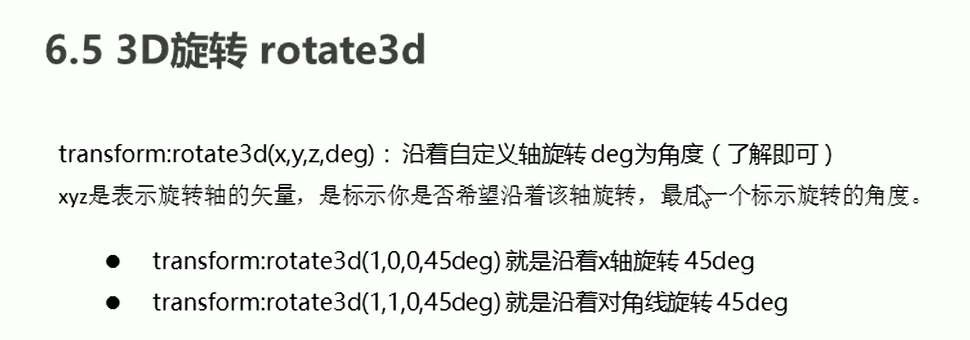 6.5 3D旋转 rotate3d
transform:rotate3d(x,y,z,deg)：沿着自定义轴旋转 deg为角度（了解即可）
xyz是表示旋转轴的矢量，是标示你是否希望沿着该轴旋转，最后一个标示旋转的角度。
● transform:rotate3d(1,0,0,45deg) 就是沿着x轴旋转 45deg
● transform:rotate3d(1,1,0,45deg) 就是沿着对角线旋转 45deg